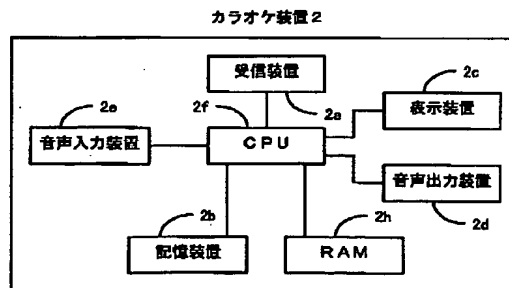 カラオケ装置2
受信装置
2a
2c
表示装置
2e
音声入力装置
2f
CPU
音声出力装置
2d
2b
記憶装置
2h
RAM